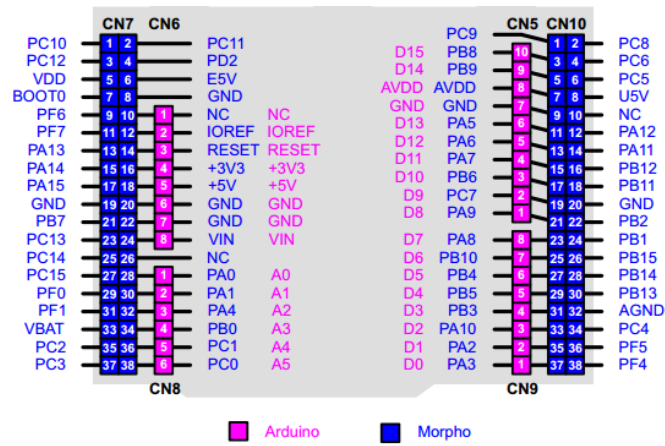 CN7 CN6 CN5 CN10
PC9
PC10 1 2 PC11 1 2 PC8
PC12 3 4 PD2 D15 PB8 10 3 4 PC6
VDD 5 6 E5V D14 PB9 9 5 6 PC5
BOOT0 7 8 GND AVDD AVDD 8 7 8 U5V
PF6 9 10 1 NC NC GND GND 7 9 10 NC
PF7 11 12 2 IOREF IOREF D13 PA5 6 11 12 PA12
PA13 13 14 3 RESET RESET D12 PA6 5 13 14 PA11
PA14 15 16 4 +3V3 +3V3 D11 PA7 4 15 16 PB12
PA15 17 18 5 +5V +5V D10 PB6 3 17 18 PB11
GND 19 20 6 GND GND D9 PC7 2 19 20 GND
PB7 21 22 7 GND GND D8 PA9 1 21 22 PB2
PC13 23 24 8 VIN VIN D7 PA8 8 23 24 PB1
PC14 25 26 NC D6 PB10 7 25 26 PB15
PC15 27 28 1 PA0 A0 D5 PB4 6 27 28 PB14
PF0 29 30 2 PA1 A1 D4 PB5 5 29 30 PB13
PF1 31 32 3 PA4 A2 D3 PB3 4 31 32 AGND
VBAT 33 34 4 PB0 A3 D2 PA10 3 33 34 PC4
PC2 35 36 5 PC1 A4 D1 PA2 2 35 36 PF5
PC3 37 38 6 PC0 A5 D0 PA3 1 37 38 PF4
CN8 CN9
Arduino Morpho